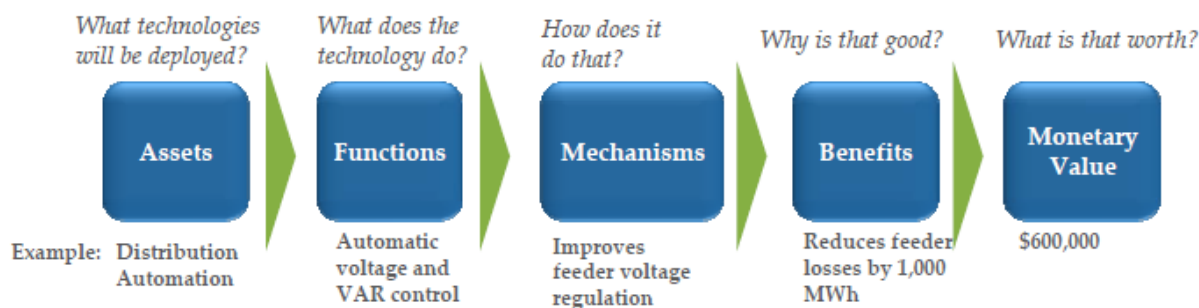 What technologies
will be deployed?
What does the
technology do?
How does it
do that?
Why is that good?
What is that worth?
Assets
Functions
Mechanisms
Benefits
Monetary
Value
Example:
Distribution
Automation
Automatic
voltage and
VAR control
Improves
feeder voltage
regulation
Reduces feeder
losses by 1,000
MWh
$600,000